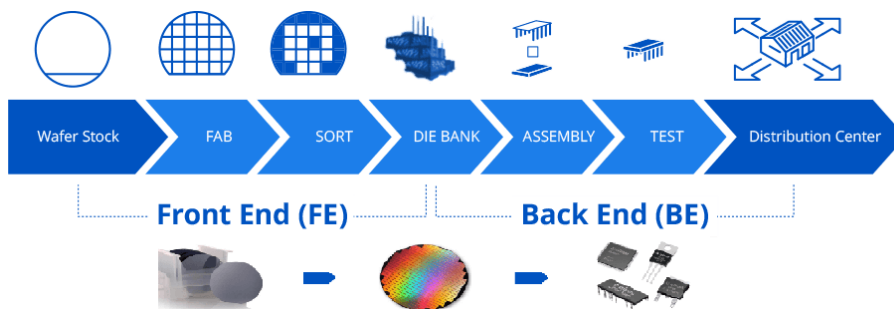 Wafer Stock
FAB
SORT
DIE BANK
ASSEMBLY
TEST
Distribution Center
Front End (FE)
Back End (BE)